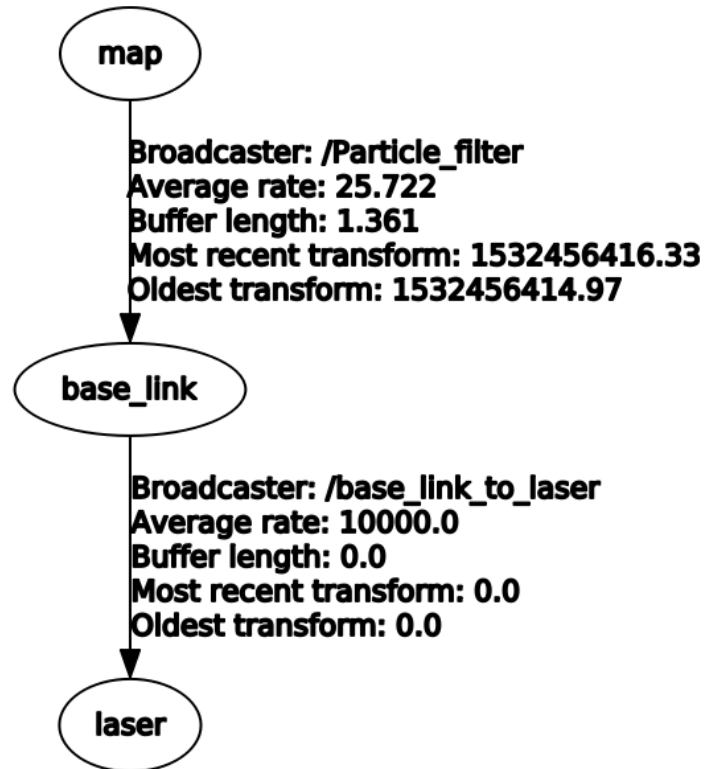 map
Broadcaster: /Particle_filter
Average rate: 25.722
Buffer length: 1.361
Most recent transform: 1532456416.33
Oldest transform: 1532456414.97
base_link
Broadcaster: /base_link_to_laser
Average rate: 10000.0
Buffer length: 0.0
Most recent transform: 0.0
Oldest transform: 0.0
laser